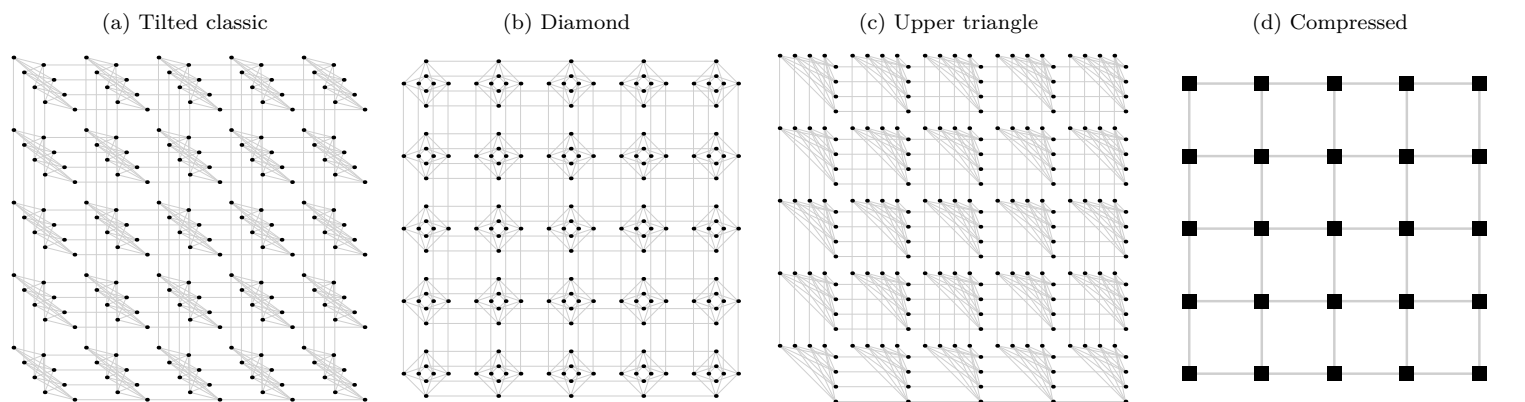 (a) Tilted classic
(b) Diamond
(c) Upper triangle
(d) Compressed